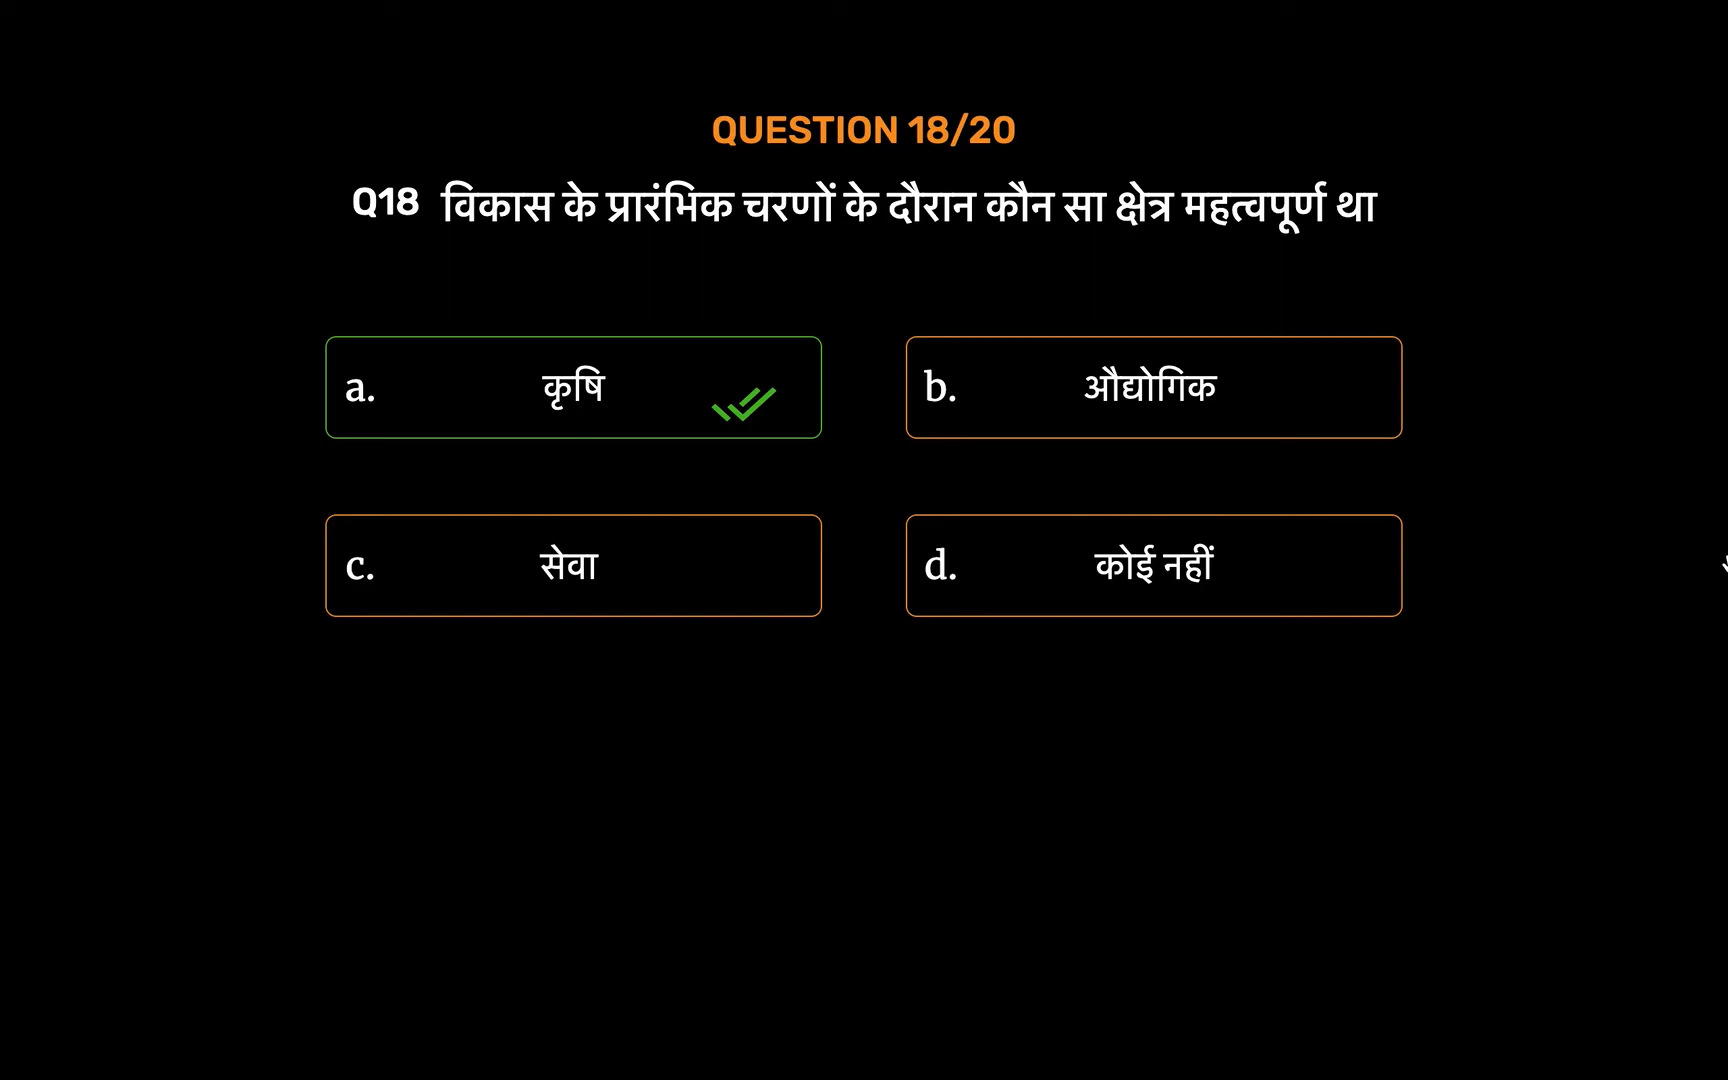 QUESTION 18/20
Q18 विकास के प्रारंभिक चरणों के दौरान कौन सा क्षेत्र महत्वपूर्ण था
a. कृषि
b. औद्योगिक
c. सेवा
d. कोई नहीं